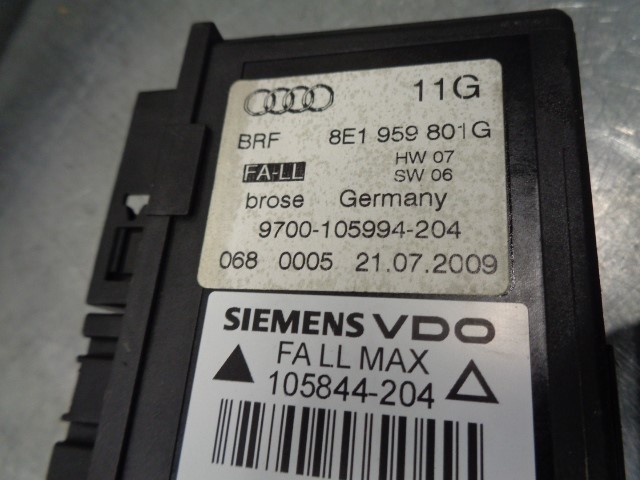 11G
BRF 8E1 959 801G
FA-LL HW 07
SW 06
brose Germany
9700-105994-204
068 0005 21.07.2009
SIEMENS VDO
FA LL MAX
105844-204